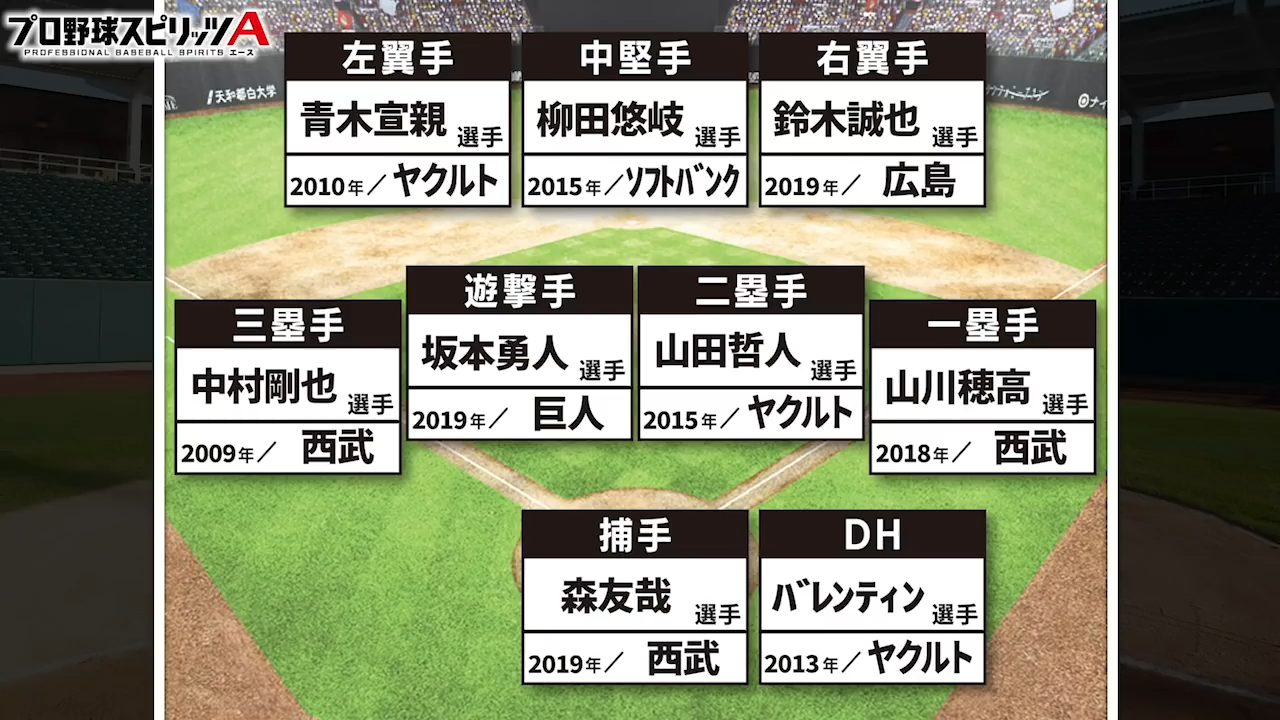 プロ野球スピリッツA
PROFESSIONAL BASEBALL SPIRITS エース
天和幕白大学
左翼手
青木宣親 選手
2010年／ヤクルト
中堅手
柳田悠岐 選手
2015年／ソフトバンク
右翼手
鈴木誠也 選手
2019年／ 広島
三塁手
中村剛也 選手
2009年／ 西武
遊撃手
坂本勇人 選手
2019年／ 巨人
二塁手
山田哲人 選手
2015年／ヤクルト
一塁手
山川穂高 選手
2018年／ 西武
捕手
森友哉 選手
2019年／ 西武
DH
バレンティン 選手
2013年／ヤクルト